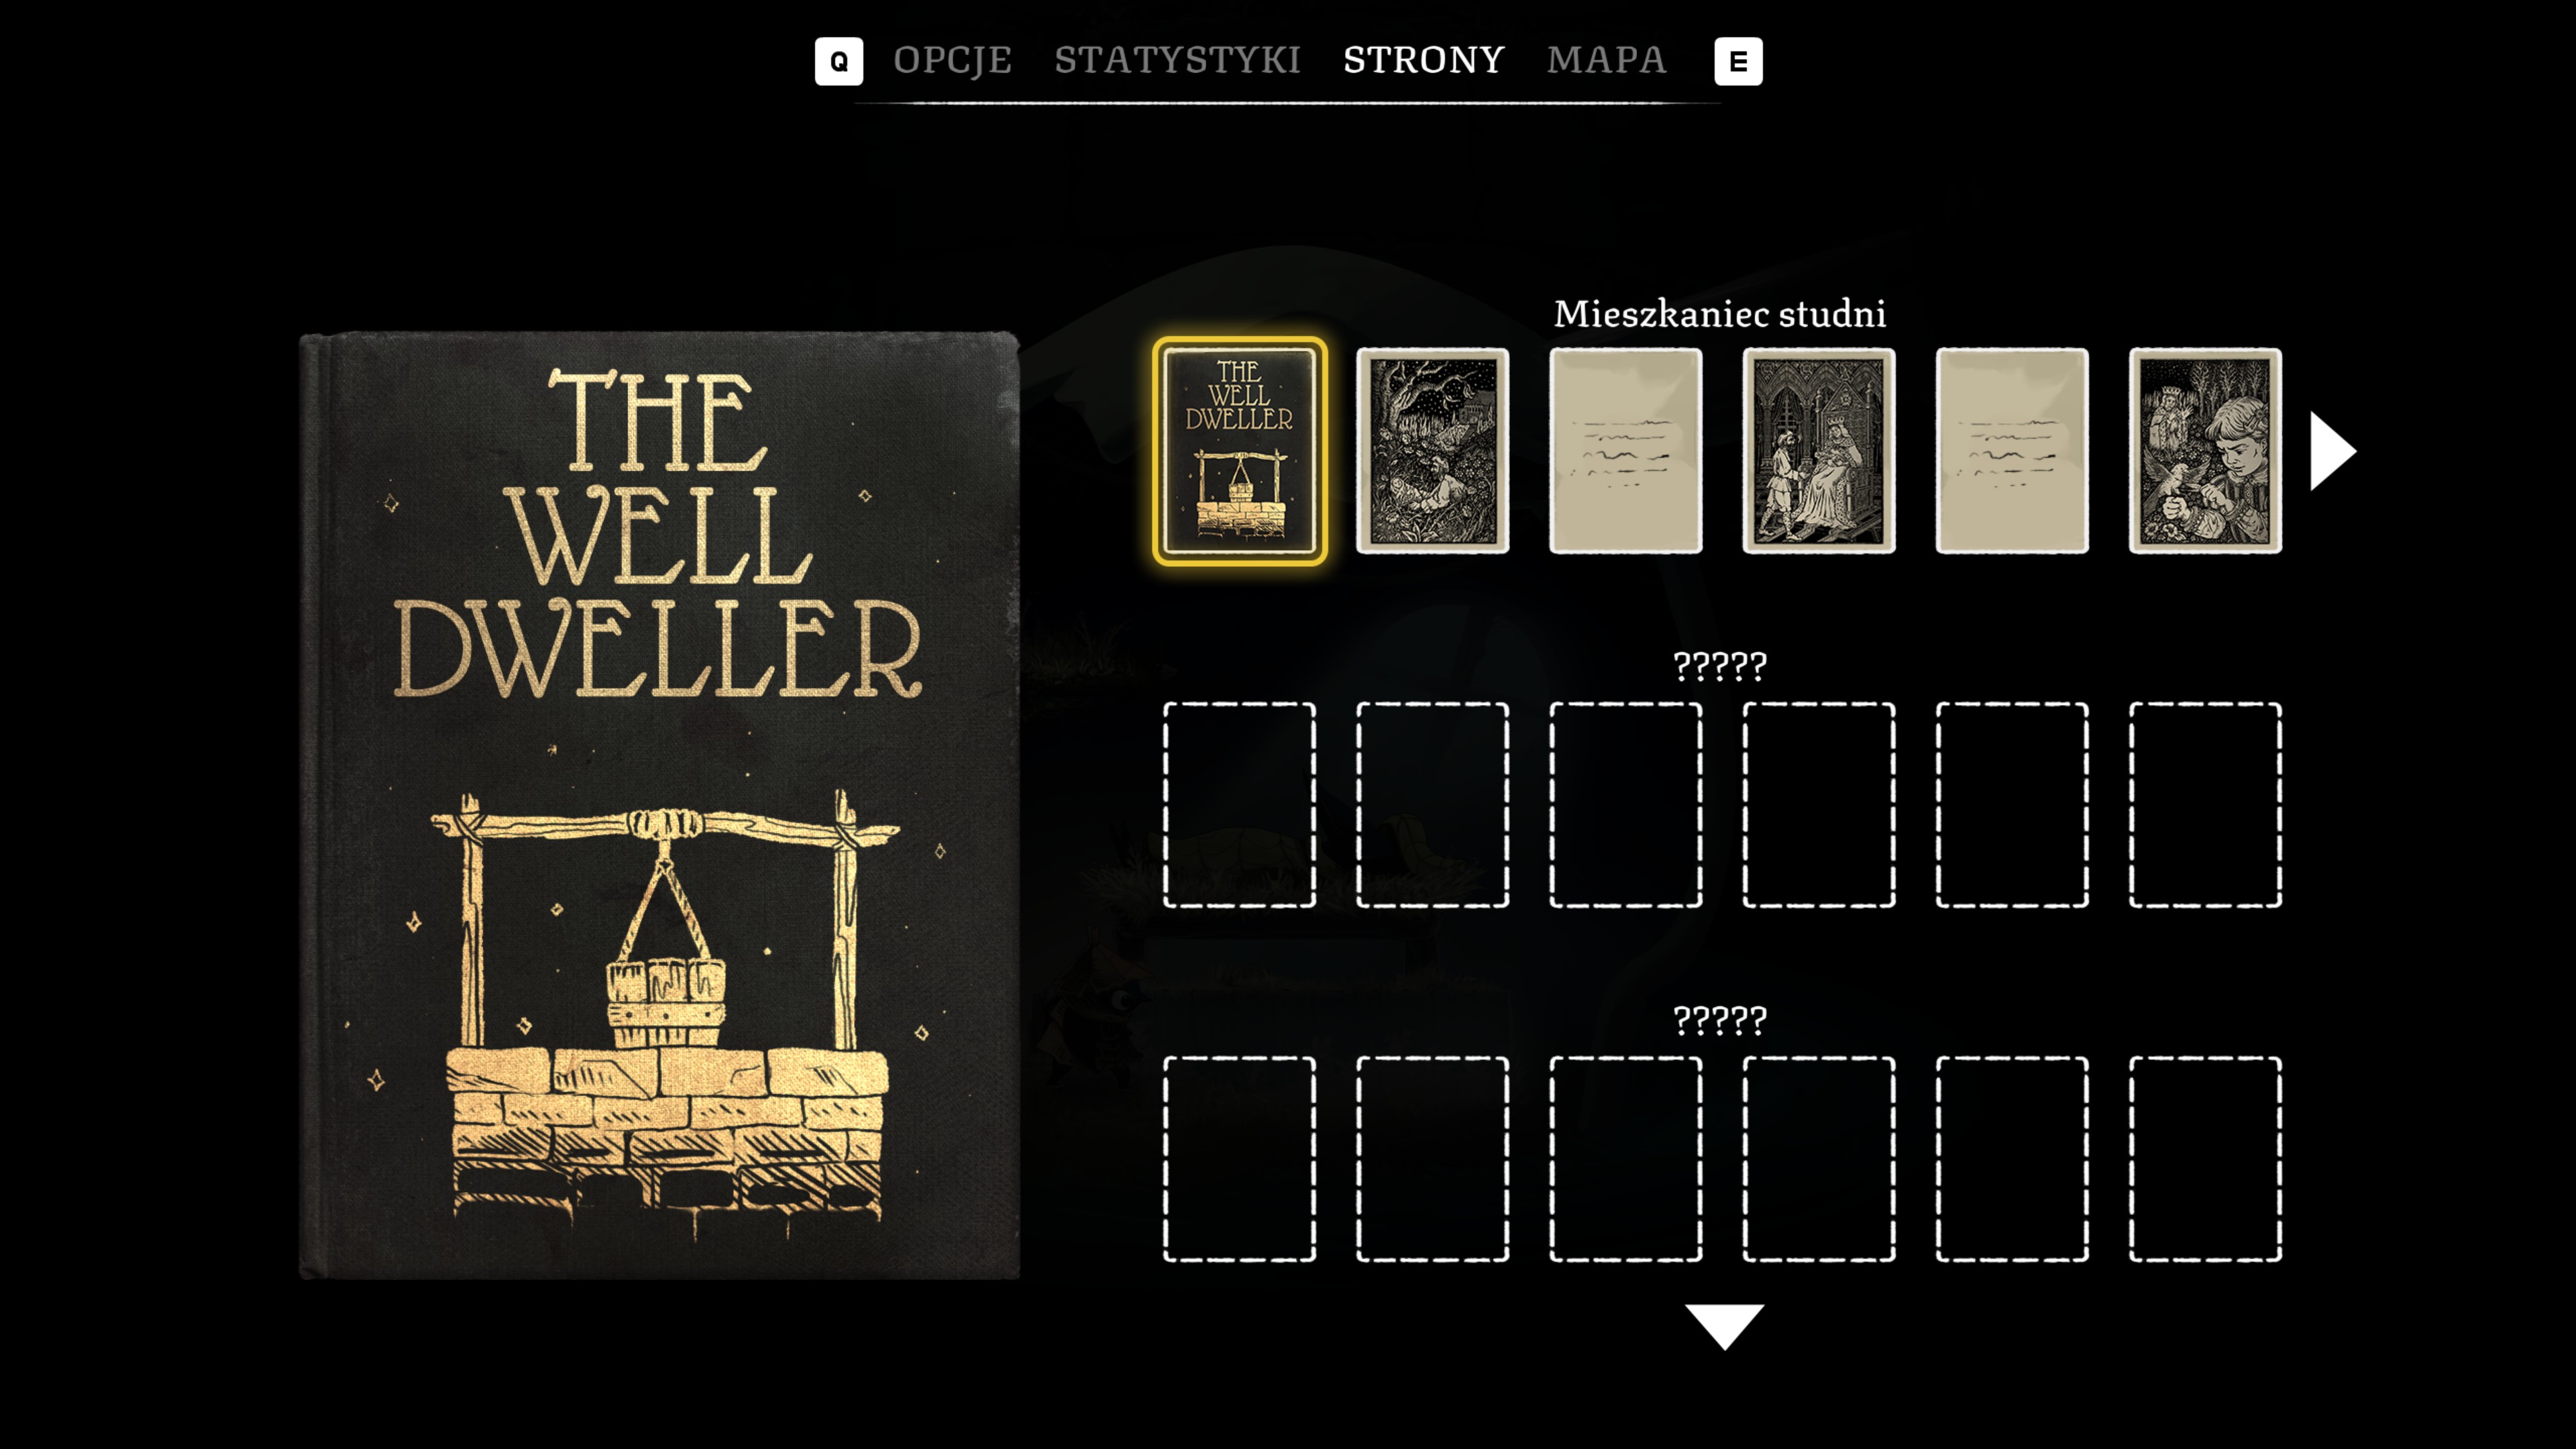 Q OPCJE STATYSTYKI STRONY MAPA E
THE
WELL
DWELLER
Mieszkaniec studni
THE
WELL
DWELLER
?????
?????